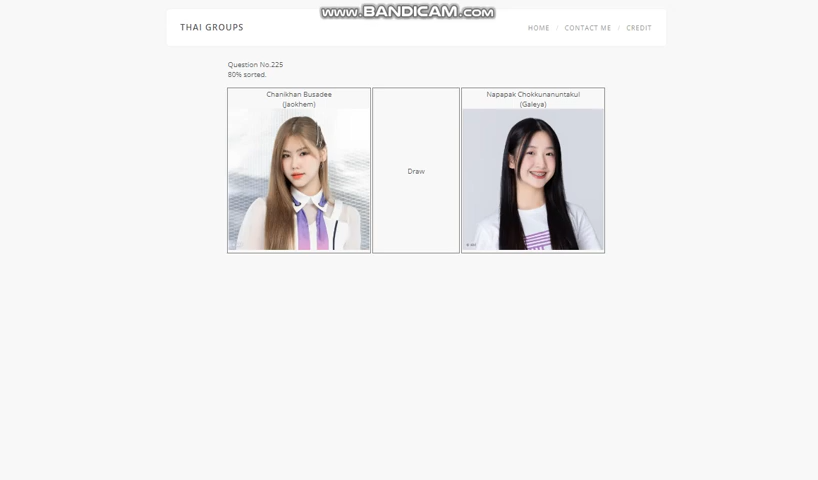 www.BANDICAM.com
THAI GROUPS
HOME / CONTACT ME / CREDIT
Question No.225
80% sorted.
Chanikhan Busadee
(Jaokhem)
Draw
Napapak Chokkunanuntakul
(Galeya)